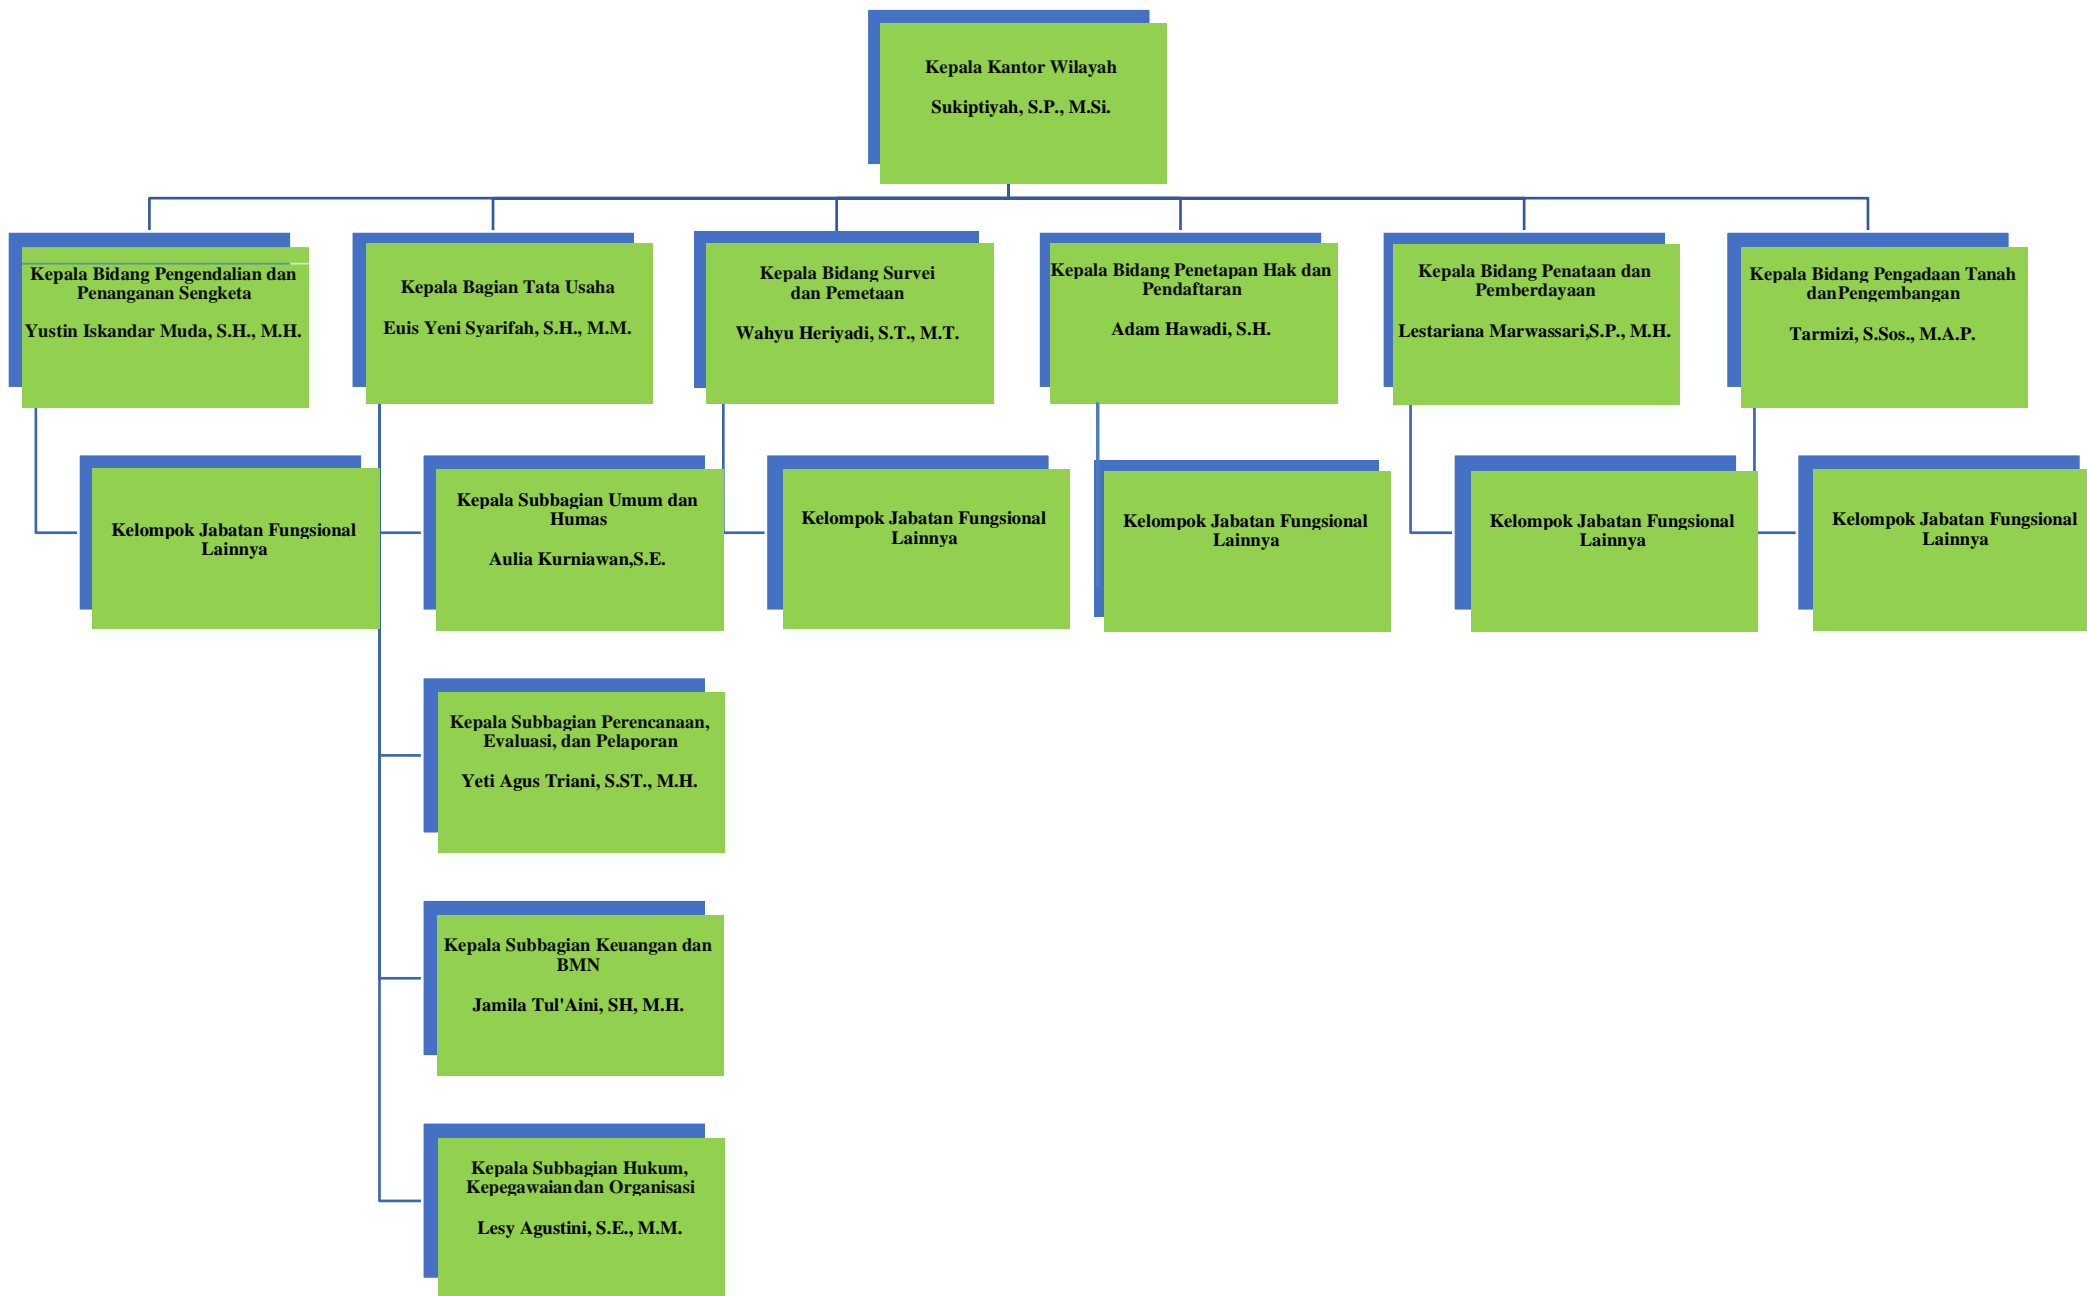 Kepala Kantor Wilayah
Sukiptiyah, S.P., M.Si.
Kepala Bidang Pengendalian dan
Penanganan Sengketa
Yustin Iskandar Muda, S.H., M.H.
Kepala Bagian Tata Usaha
Euis Yeni Syarifah, S.H., M.M.
Kepala Bidang Survei
dan Pemetaan
Wahyu Heriyadi, S.T., M.T.
Kepala Bidang Penetapan Hak dan
Pendaftaran
Adam Hawadi, S.H.
Kepala Bidang Penataan dan
Pemberdayaan
Lestariana Marwassari,S.P., M.H.
Kepala Bidang Pengadaan Tanah
danPengembangan
Tarmizi, S.Sos., M.A.P.
Kelompok Jabatan Fungsional
Lainnya
Kepala Subbagian Umum dan
Humas
Aulia Kurniawan,S.E.
Kelompok Jabatan Fungsional
Lainnya
Kelompok Jabatan Fungsional
Lainnya
Kelompok Jabatan Fungsional
Lainnya
Kelompok Jabatan Fungsional
Lainnya
Kepala Subbagian Perencanaan,
Evaluasi, dan Pelaporan
Yeti Agus Triani, S.ST., M.H.
Kepala Subbagian Keuangan dan
BMN
Jamila Tul'Aini, SH, M.H.
Kepala Subbagian Hukum,
Kepegawaiandan Organisasi
Lesy Agustini, S.E., M.M.